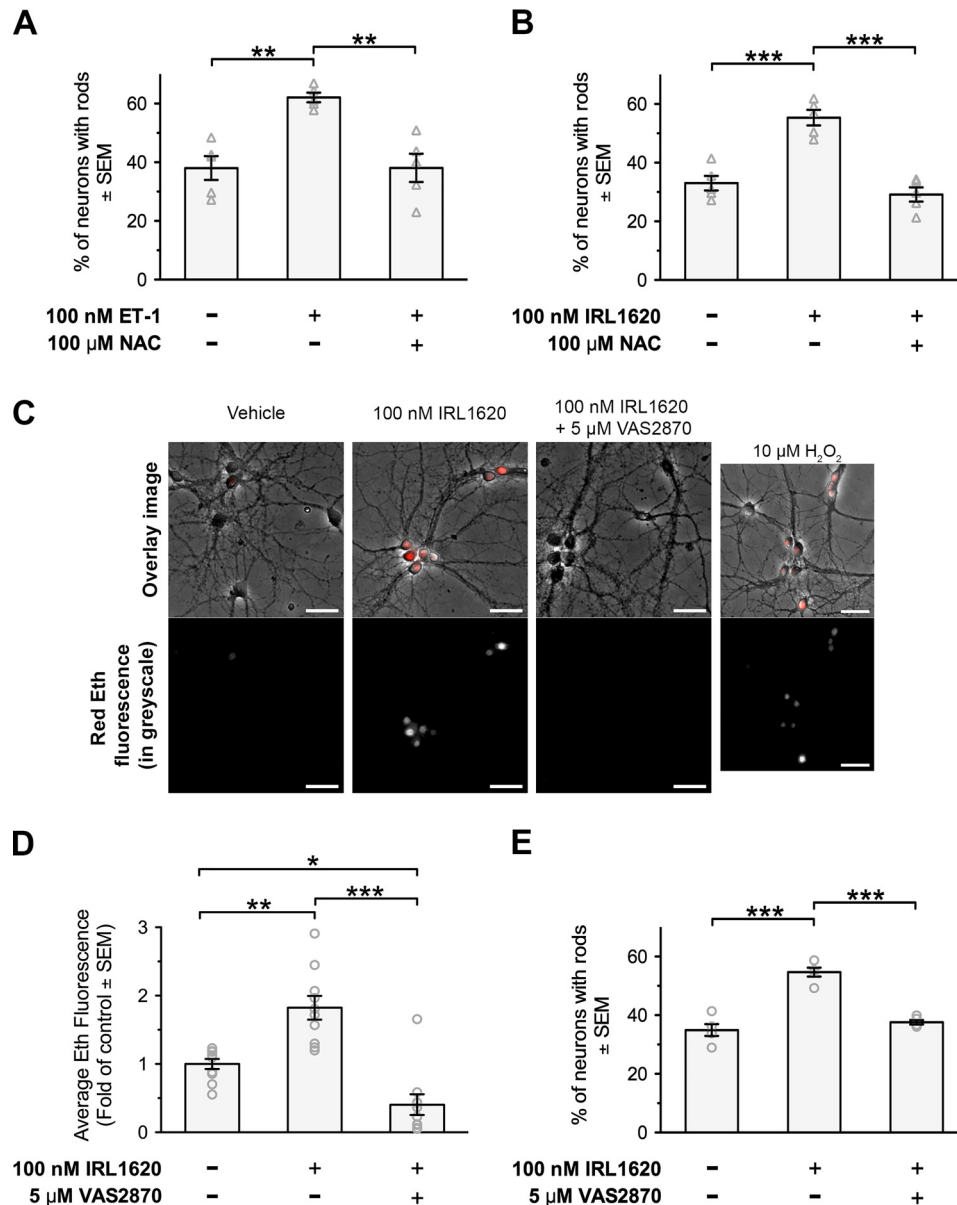 A
** **
% of neurons with rods
± SEM
60
40
20
0
100 nM ET-1 – + +
100 µM NAC – – +
B
*** ***
% of neurons with rods
± SEM
60
40
20
0
100 nM IRL1620 – + +
100 µM NAC – – +
C
Vehicle
100 nM IRL1620
100 nM IRL1620
+ 5 µM VAS2870
10 µM H₂O₂
Overlay image
Red Eth
fluorescence
(in greyscale)
D
*
** ***
Average Eth Fluorescence
(Fold of control ± SEM)
3
2
1
0
100 nM IRL1620 – + +
5 µM VAS2870 – – +
E
*** ***
% of neurons with rods
± SEM
60
40
20
0
100 nM IRL1620 – + +
5 µM VAS2870 – – +